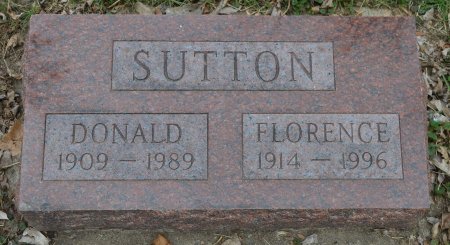 SUTTON
DONALD
1909 — 1989
FLORENCE
1914 — 1996